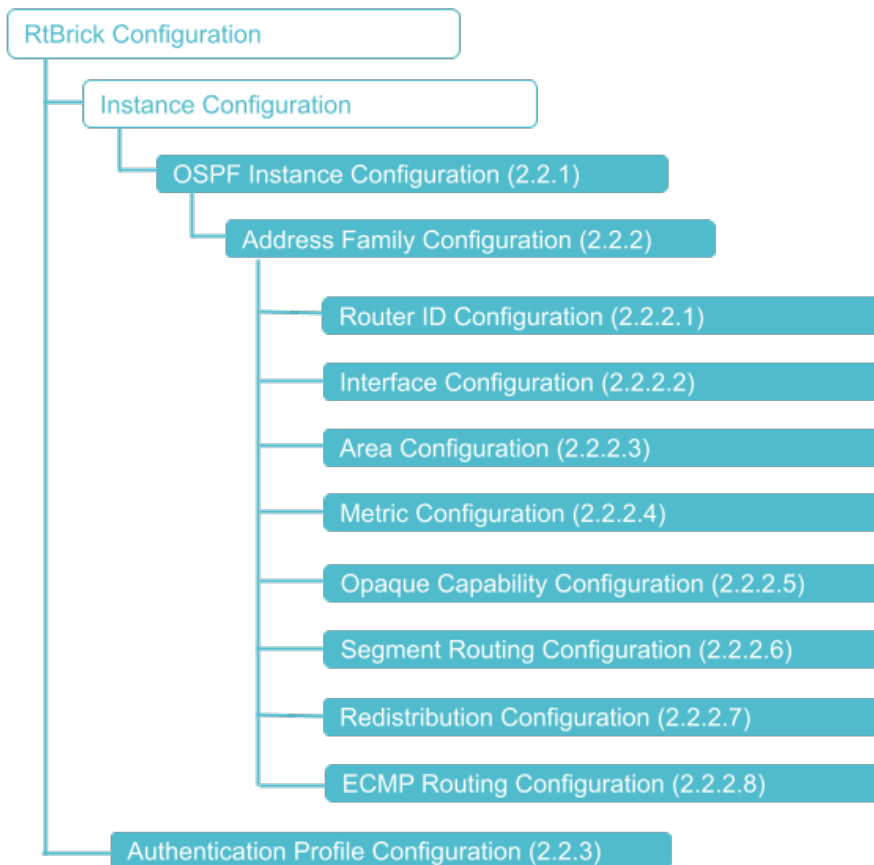 RtBrick Configuration
Instance Configuration
OSPF Instance Configuration (2.2.1)
Address Family Configuration (2.2.2)
Router ID Configuration (2.2.2.1)
Interface Configuration (2.2.2.2)
Area Configuration (2.2.2.3)
Metric Configuration (2.2.2.4)
Opaque Capability Configuration (2.2.2.5)
Segment Routing Configuration (2.2.2.6)
Redistribution Configuration (2.2.2.7)
ECMP Routing Configuration (2.2.2.8)
Authentication Profile Configuration (2.2.3)